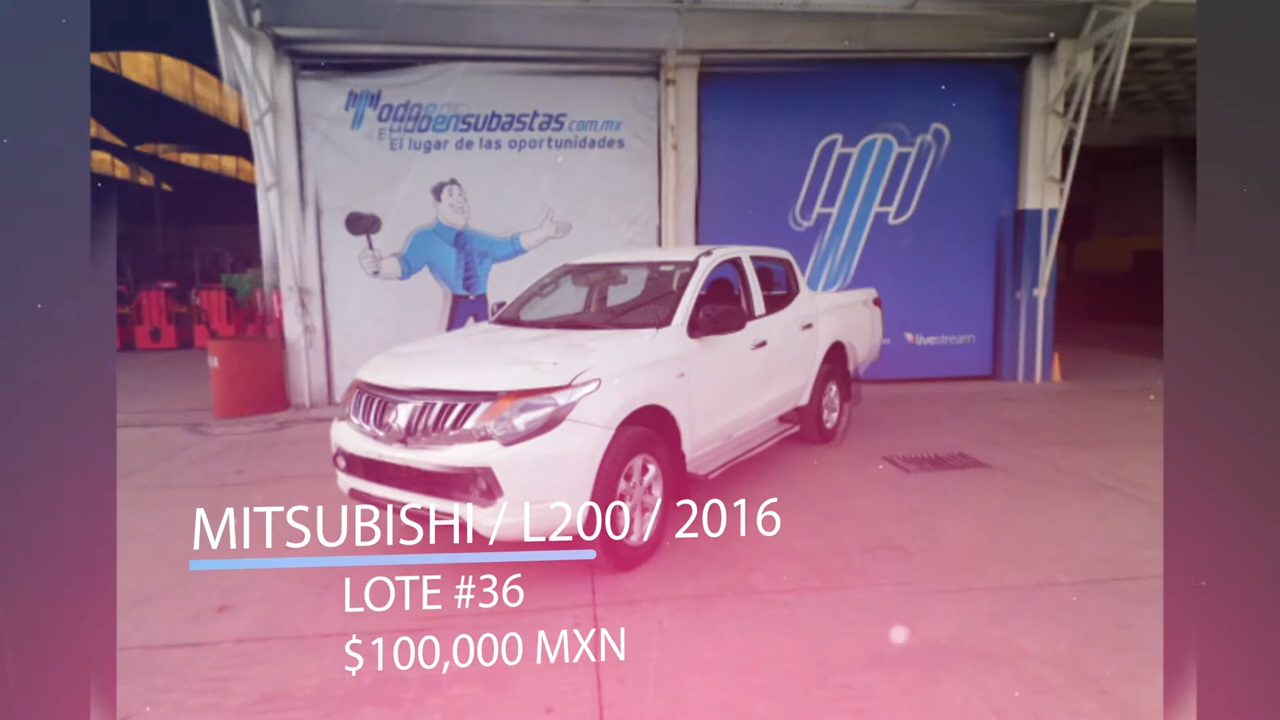 Todoensubastas.com.mx
El lugar de las oportunidades
livestream
MITSUBISHI / L200 / 2016
LOTE #36
$100,000 MXN